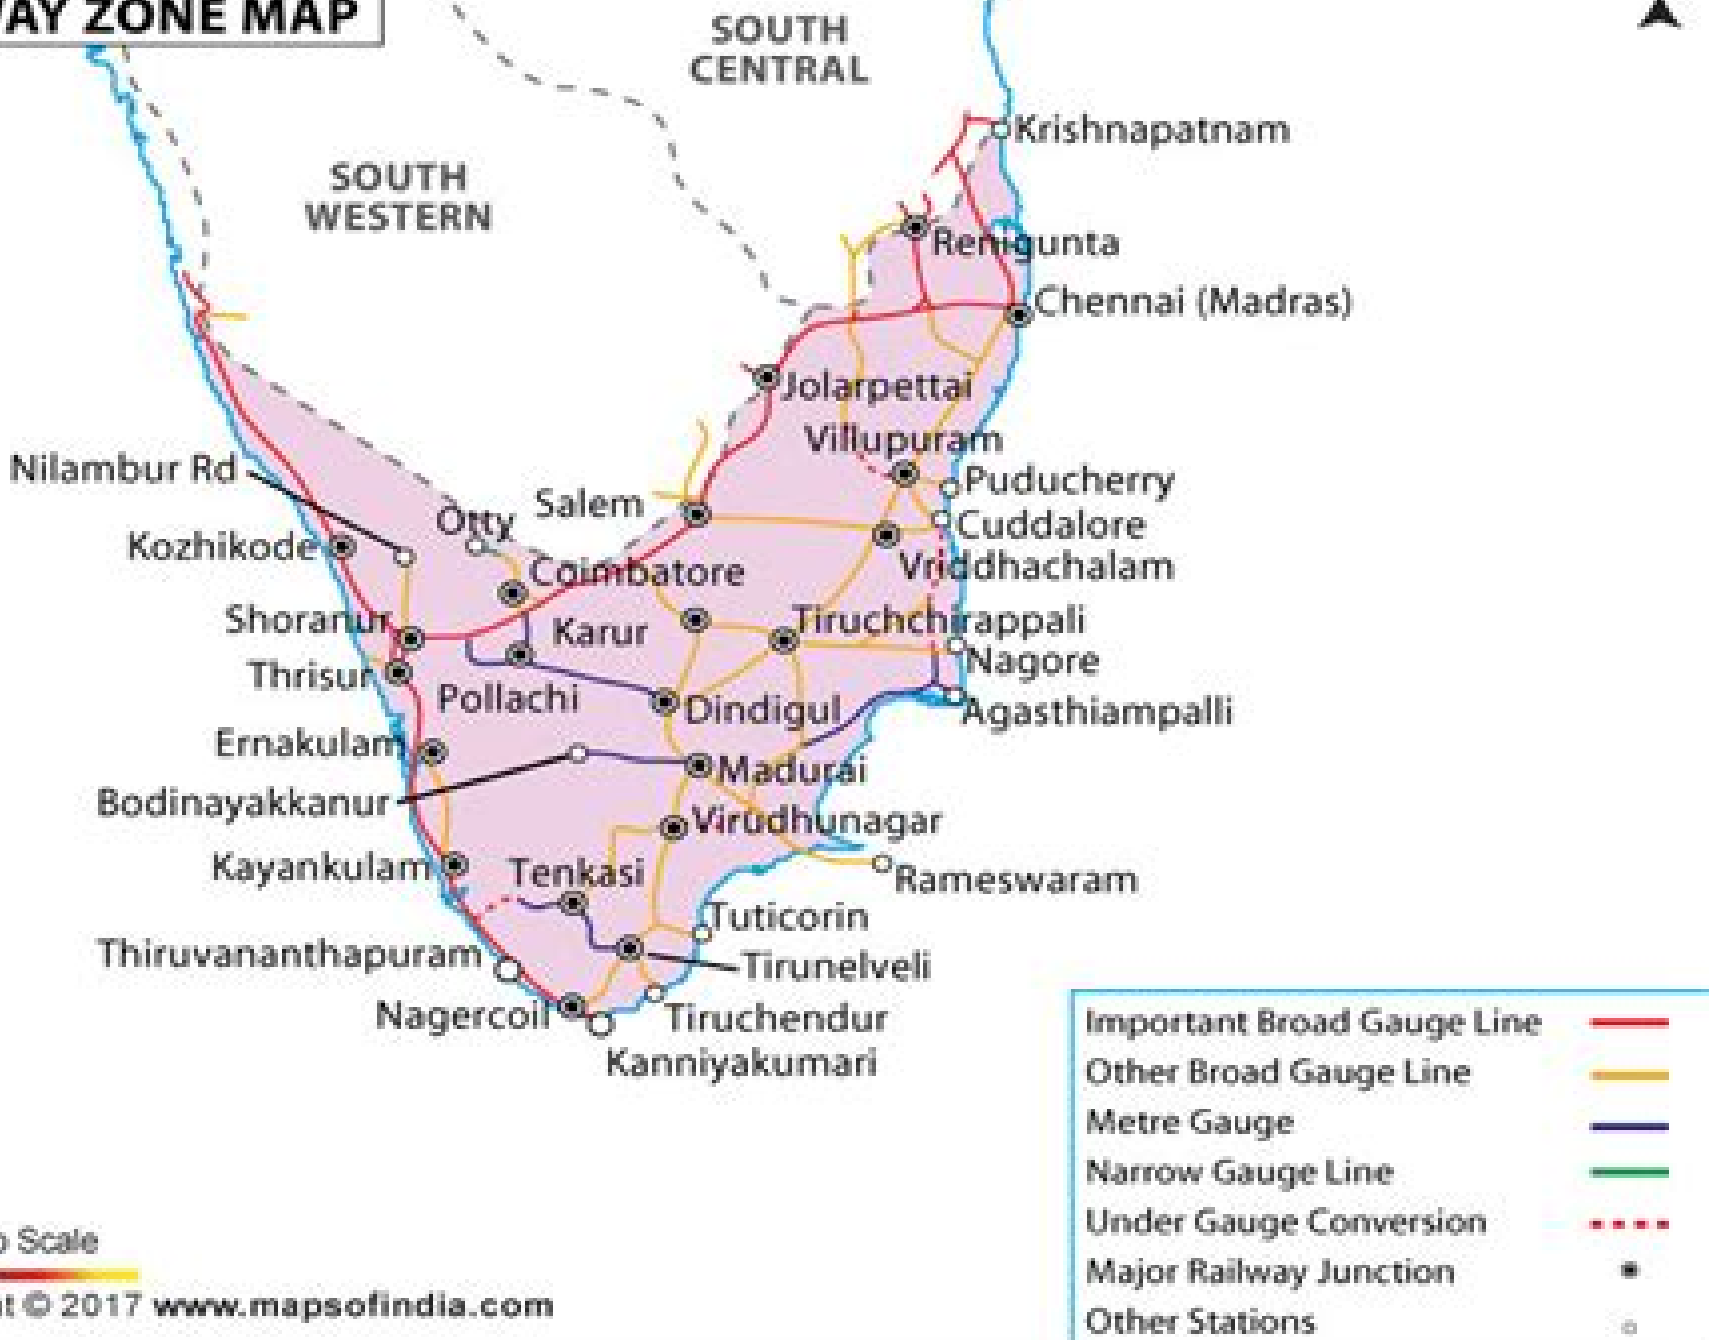 WAY ZONE MAP
SOUTH
CENTRAL
Krishnapatnam
SOUTH
WESTERN
Renigunta
Chennai (Madras)
Jolarpettai
Villupuram
Nilambur Rd
Puducherry
Salem
Otty
Cuddalore
Kozhikode
Vriddhachalam
Coimbatore
Shoranur
Tiruchchirappali
Karur
Nagore
Thrisur
Pollachi
Dindigul
Agasthiampalli
Ernakulam
Madurai
Bodinayakkanur
Virudhunagar
Kayankulam
Tenkasi
Rameswaram
Tuticorin
Thiruvananthapuram
Tirunelveli
Nagercoil
Tiruchendur
Kanniyakumari
Important Broad Gauge Line
Other Broad Gauge Line
Metre Gauge
Narrow Gauge Line
Under Gauge Conversion
Major Railway Junction
Other Stations
Scale
© 2017 www.mapsofindia.com